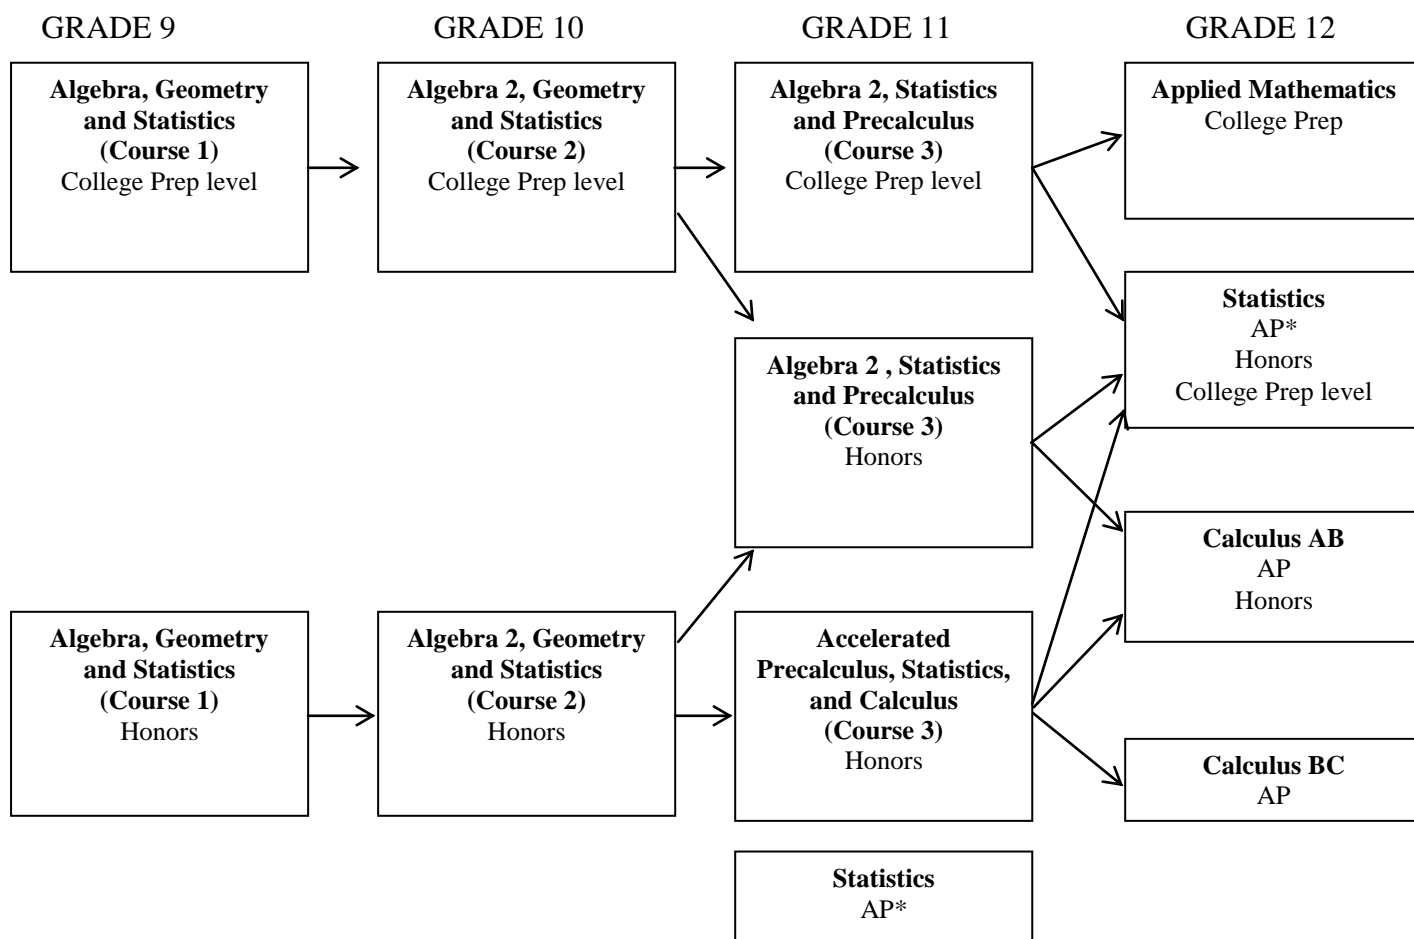 GRADE 9
GRADE 10
GRADE 11
GRADE 12
Algebra, Geometry
and Statistics
(Course 1)
College Prep level
Algebra 2, Geometry
and Statistics
(Course 2)
College Prep level
Algebra 2, Statistics
and Precalculus
(Course 3)
College Prep level
Applied Mathematics
College Prep
Statistics
AP*
Honors
College Prep level
Algebra 2 , Statistics
and Precalculus
(Course 3)
Honors
Calculus AB
AP
Honors
Algebra, Geometry
and Statistics
(Course 1)
Honors
Algebra 2, Geometry
and Statistics
(Course 2)
Honors
Accelerated
Precalculus, Statistics,
and Calculus
(Course 3)
Honors
Calculus BC
AP
Statistics
AP*